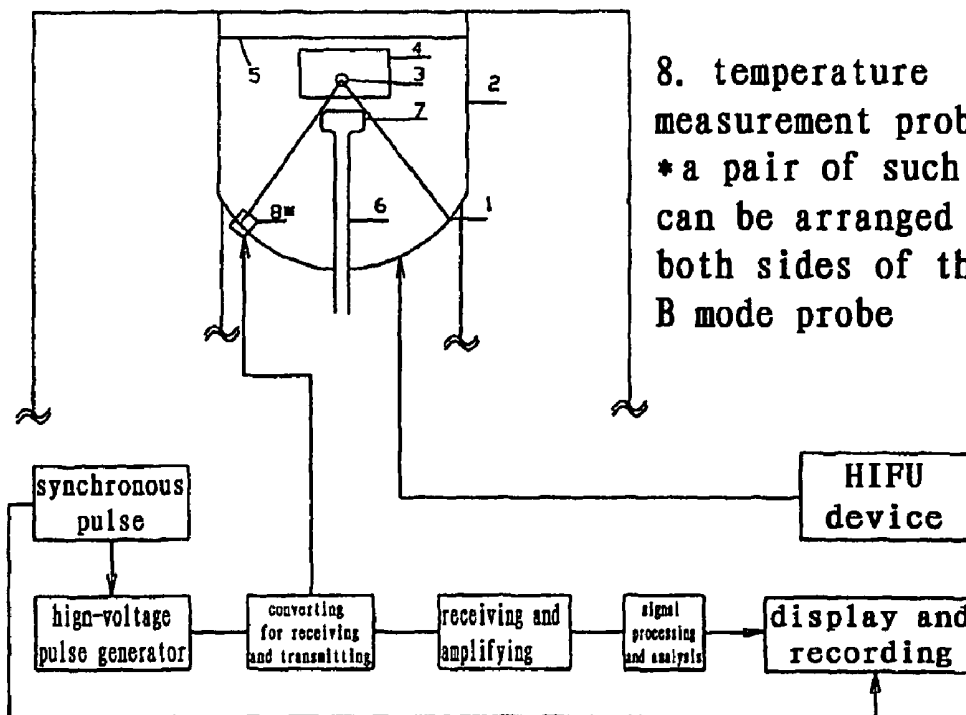 4
3
5
7
2
8. temperature
measurement prob
*a pair of such
can be arranged
both sides of th
B mode probe
8*
6
1
synchronous
pulse
HIFU
device
hign-voltage
pulse generator
converting
for receiving
and transmitting
receiving and
amplifying
signal
processing
and analysis
display and
recording